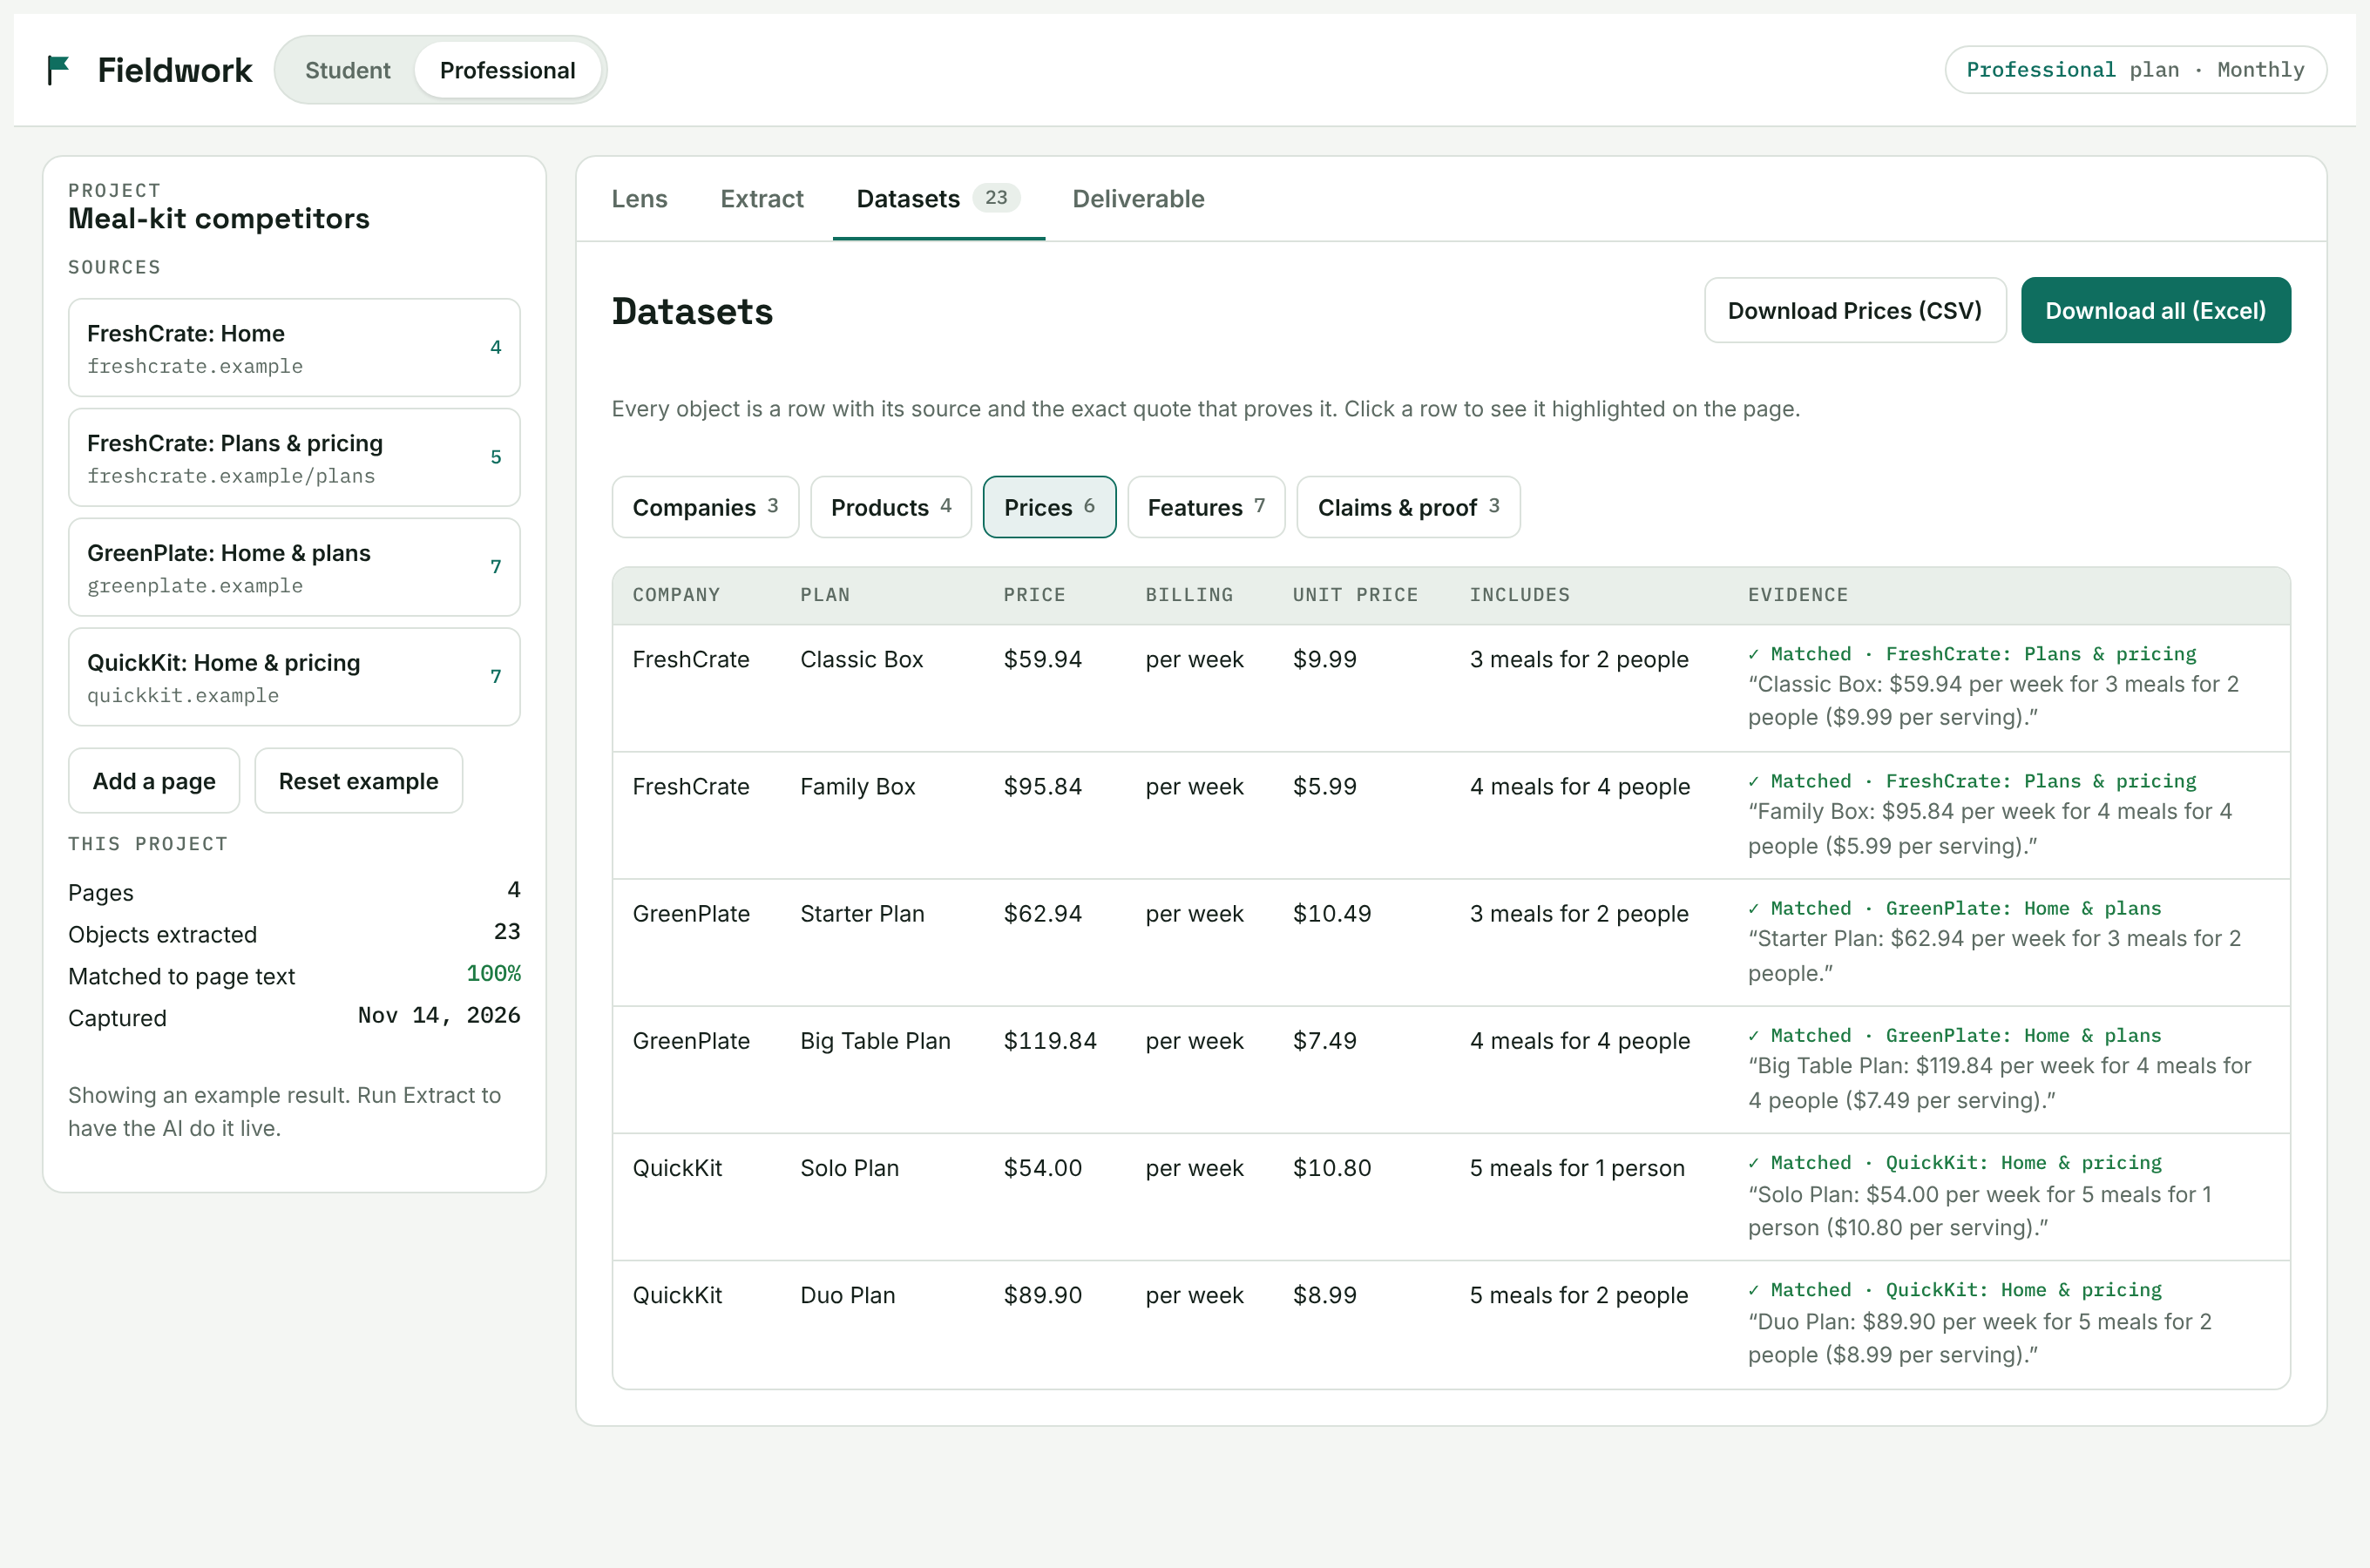 Fieldwork
Student
Professional
Professional plan · Monthly
PROJECT
Meal-kit competitors
SOURCES
FreshCrate: Home
freshcrate.example
4
FreshCrate: Plans & pricing
freshcrate.example/plans
5
GreenPlate: Home & plans
greenplate.example
7
QuickKit: Home & pricing
quickkit.example
7
Add a page
Reset example
THIS PROJECT
Pages 4
Objects extracted 23
Matched to page text 100%
Captured Nov 14, 2026
Showing an example result. Run Extract to
have the AI do it live.
Lens
Extract
Datasets 23
Deliverable
Datasets
Download Prices (CSV)
Download all (Excel)
Every object is a row with its source and the exact quote that proves it. Click a row to see it highlighted on the page.
Companies 3
Products 4
Prices 6
Features 7
Claims & proof 3
COMPANY PLAN PRICE BILLING UNIT PRICE INCLUDES EVIDENCE
FreshCrate Classic Box $59.94 per week $9.99 3 meals for 2 people
✓ Matched · FreshCrate: Plans & pricing
“Classic Box: $59.94 per week for 3 meals for 2
people ($9.99 per serving).”
FreshCrate Family Box $95.84 per week $5.99 4 meals for 4 people
✓ Matched · FreshCrate: Plans & pricing
“Family Box: $95.84 per week for 4 meals for 4
people ($5.99 per serving).”
GreenPlate Starter Plan $62.94 per week $10.49 3 meals for 2 people
✓ Matched · GreenPlate: Home & plans
“Starter Plan: $62.94 per week for 3 meals for 2
people.”
GreenPlate Big Table Plan $119.84 per week $7.49 4 meals for 4 people
✓ Matched · GreenPlate: Home & plans
“Big Table Plan: $119.84 per week for 4 meals for
4 people ($7.49 per serving).”
QuickKit Solo Plan $54.00 per week $10.80 5 meals for 1 person
✓ Matched · QuickKit: Home & pricing
“Solo Plan: $54.00 per week for 5 meals for 1
person ($10.80 per serving).”
QuickKit Duo Plan $89.90 per week $8.99 5 meals for 2 people
✓ Matched · QuickKit: Home & pricing
“Duo Plan: $89.90 per week for 5 meals for 2
people ($8.99 per serving).”